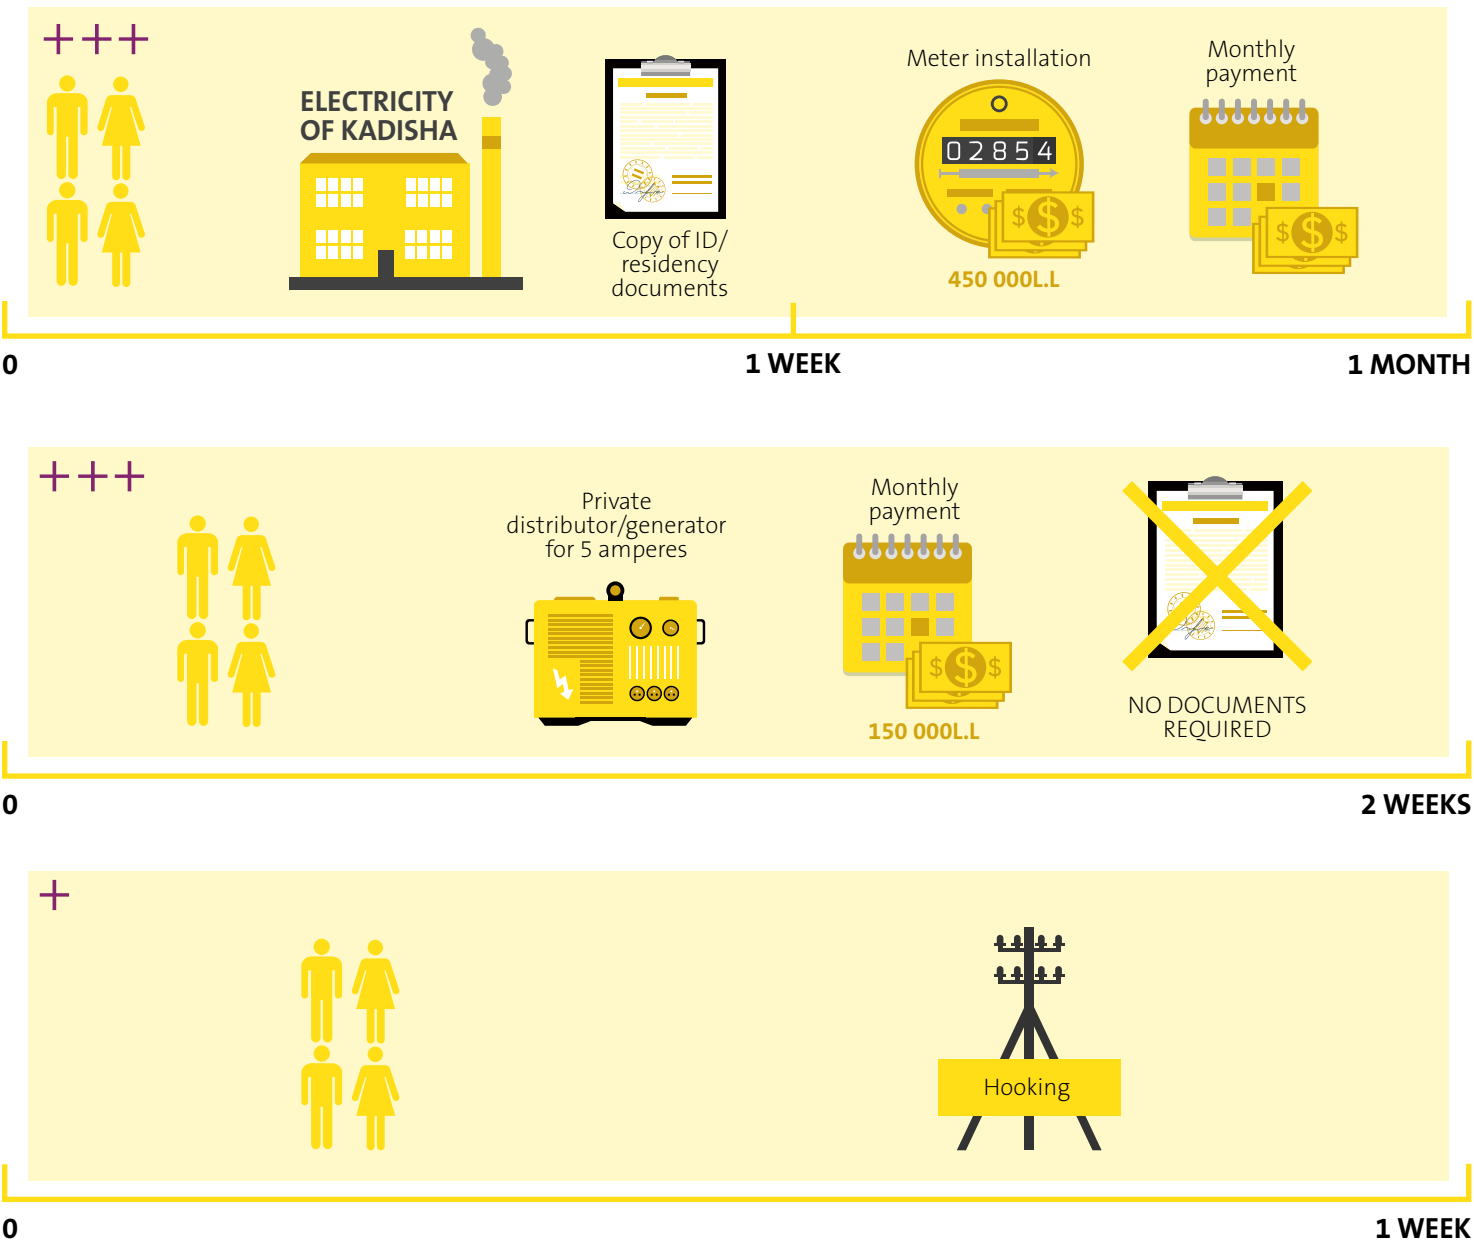 +++
ELECTRICITY
OF KADISHA
Copy of ID/
residency
documents
Meter installation
02854
$ $ $
450 000L.L
Monthly
payment
$ $ $
0
1 WEEK
1 MONTH
+++
Private
distributor/generator
for 5 amperes
Monthly
payment
$ $ $
150 000L.L
NO DOCUMENTS
REQUIRED
0
2 WEEKS
+
Hooking
0
1 WEEK